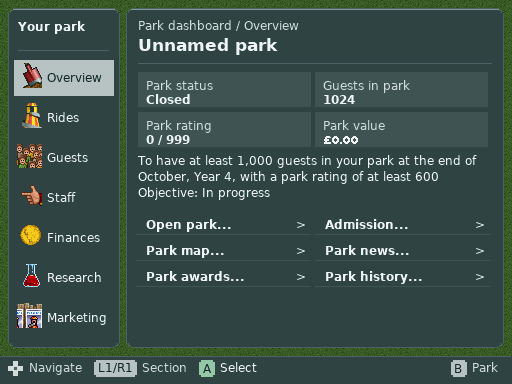 Your park
Overview
Rides
Guests
Staff
Finances
Research
Marketing
Park dashboard / Overview
Unnamed park
Park status
Closed
Guests in park
1024
Park rating
0 / 999
Park value
£0.00
To have at least 1,000 guests in your park at the end of
October, Year 4, with a park rating of at least 600
Objective: In progress
Open park... >
Admission... >
Park map... >
Park news... >
Park awards... >
Park history... >
Navigate L1/R1 Section A Select B Park